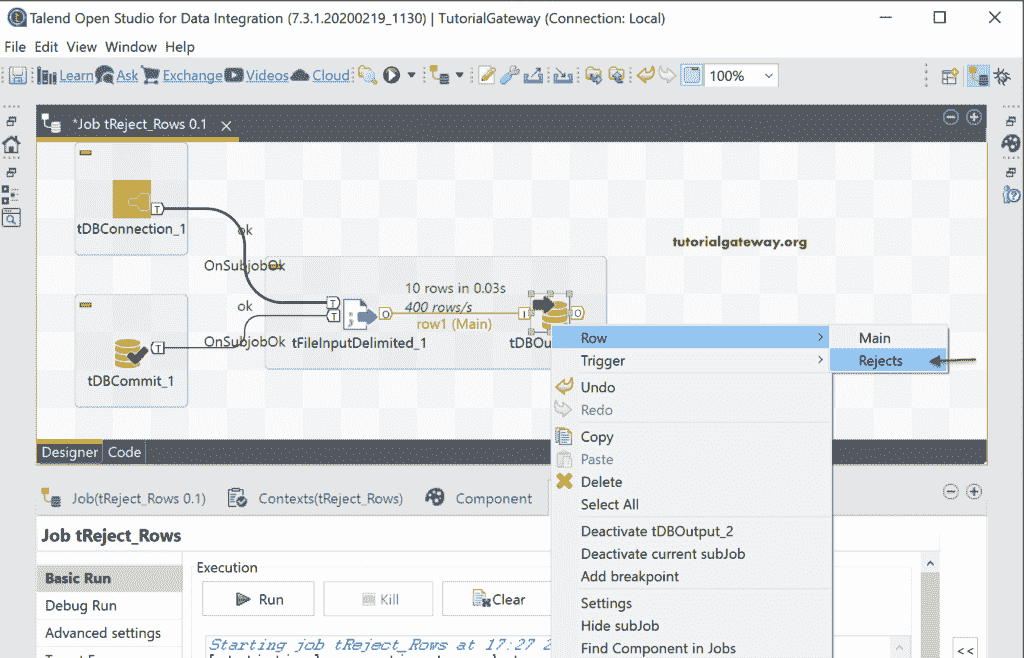 Talend Open Studio for Data Integration (7.3.1.20200219_1130) | TutorialGateway (Connection: Local)
File Edit View Window Help
Learn Ask Exchange Videos Cloud 100%
*Job tReject_Rows 0.1
tDBConnection_1
T
ok
OnSubjobOk
tutorialgateway.org
10 rows in 0.03s
400 rows/s
row1 (Main)
ok
T
T
O
I
O
OnSubjobOk
tFileInputDelimited_1
tDBOu
T
tDBCommit_1
Row
Main
Trigger
Rejects
Undo
Redo
Copy
Paste
Delete
Select All
Deactivate tDBOutput_2
Deactivate current subJob
Add breakpoint
Settings
Hide subJob
Find Component in Jobs
Designer Code
Job(tReject_Rows 0.1) Contexts(tReject_Rows) Component
Job tReject_Rows
Basic Run
Debug Run
Advanced settings
Execution
Run Kill Clear
Starting job tReject_Rows at 17:27 2
<<